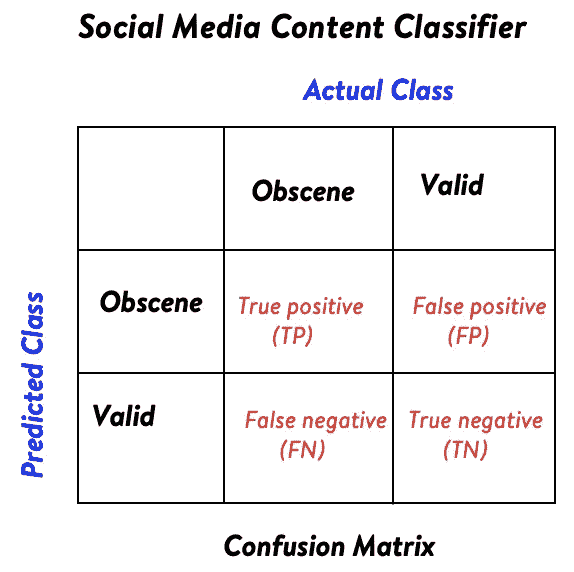 Social Media Content Classifier
Actual Class
Obscene
Valid
Predicted Class
Obscene
True positive
(TP)
False positive
(FP)
Valid
False negative
(FN)
True negative
(TN)
Confusion Matrix